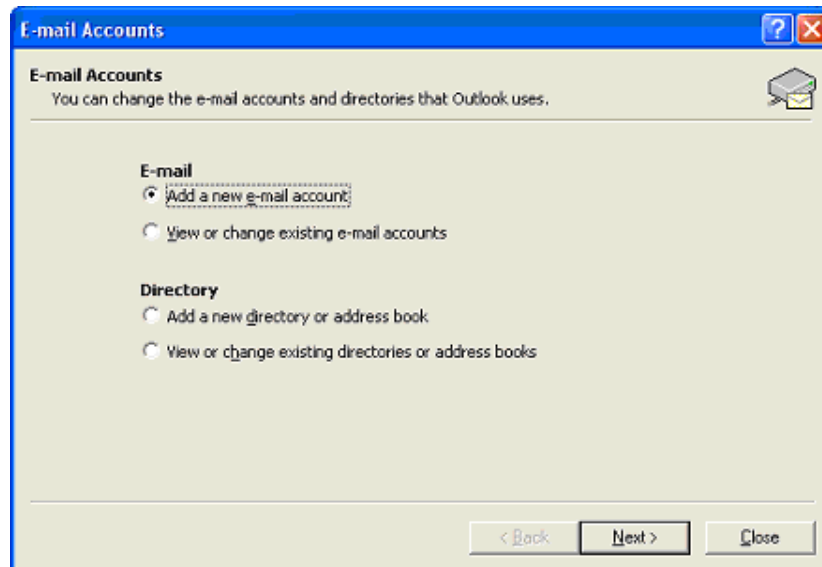 E-mail Accounts
E-mail Accounts
You can change the e-mail accounts and directories that Outlook uses.
E-mail
Add a new e-mail account
View or change existing e-mail accounts
Directory
Add a new directory or address book
View or change existing directories or address books
< Back Next > Close